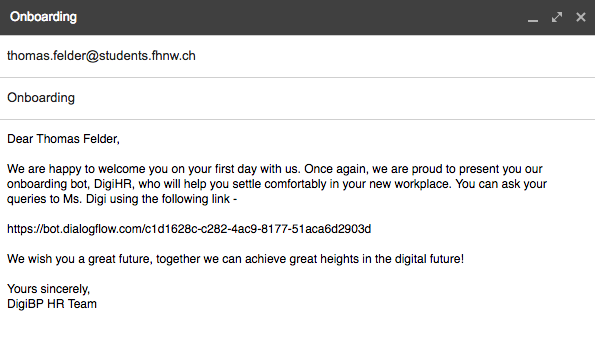 Onboarding
thomas.felder@students.fhnw.ch
Onboarding
Dear Thomas Felder,
We are happy to welcome you on your first day with us. Once again, we are proud to present you our
onboarding bot, DigiHR, who will help you settle comfortably in your new workplace. You can ask your
queries to Ms. Digi using the following link -
https://bot.dialogflow.com/c1d1628c-c282-4ac9-8177-51aca6d2903d
We wish you a great future, together we can achieve great heights in the digital future!
Yours sincerely,
DigiBP HR Team